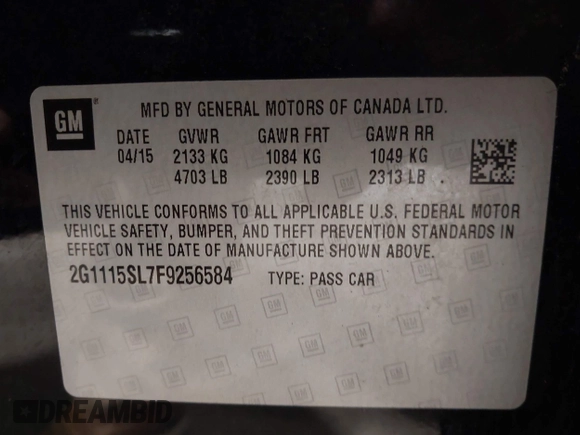 GM
MFD BY GENERAL MOTORS OF CANADA LTD.
DATE GVWR GAWR FRT GAWR RR
04/15 2133 KG 1084 KG 1049 KG
4703 LB 2390 LB 2313 LB
THIS VEHICLE CONFORMS TO ALL APPLICABLE U.S. FEDERAL MOTOR
VEHICLE SAFETY, BUMPER, AND THEFT PREVENTION STANDARDS IN
EFFECT ON THE DATE OF MANUFACTURE SHOWN ABOVE.
2G1115SL7F9256584 TYPE: PASS CAR
DREAMBID